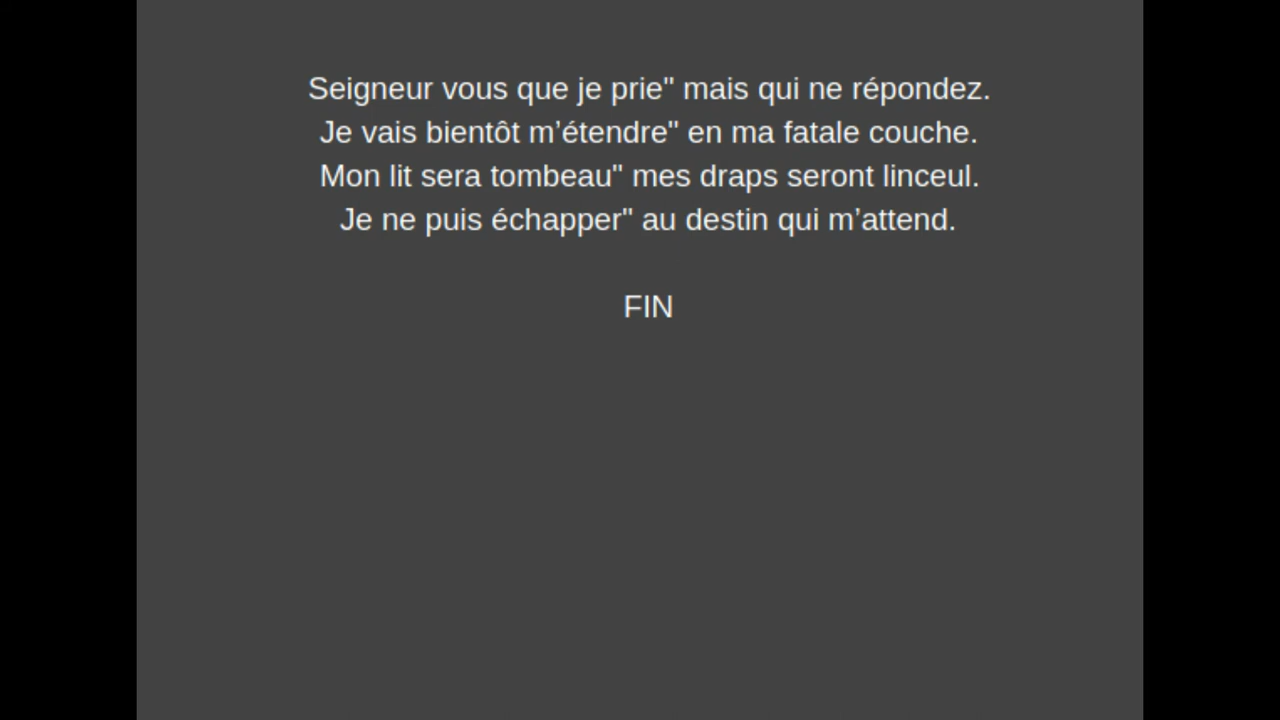 Seigneur vous que je prie" mais qui ne répondez.
Je vais bientôt m’étendre" en ma fatale couche.
Mon lit sera tombeau" mes draps seront linceul.
Je ne puis échapper" au destin qui m’attend.
FIN